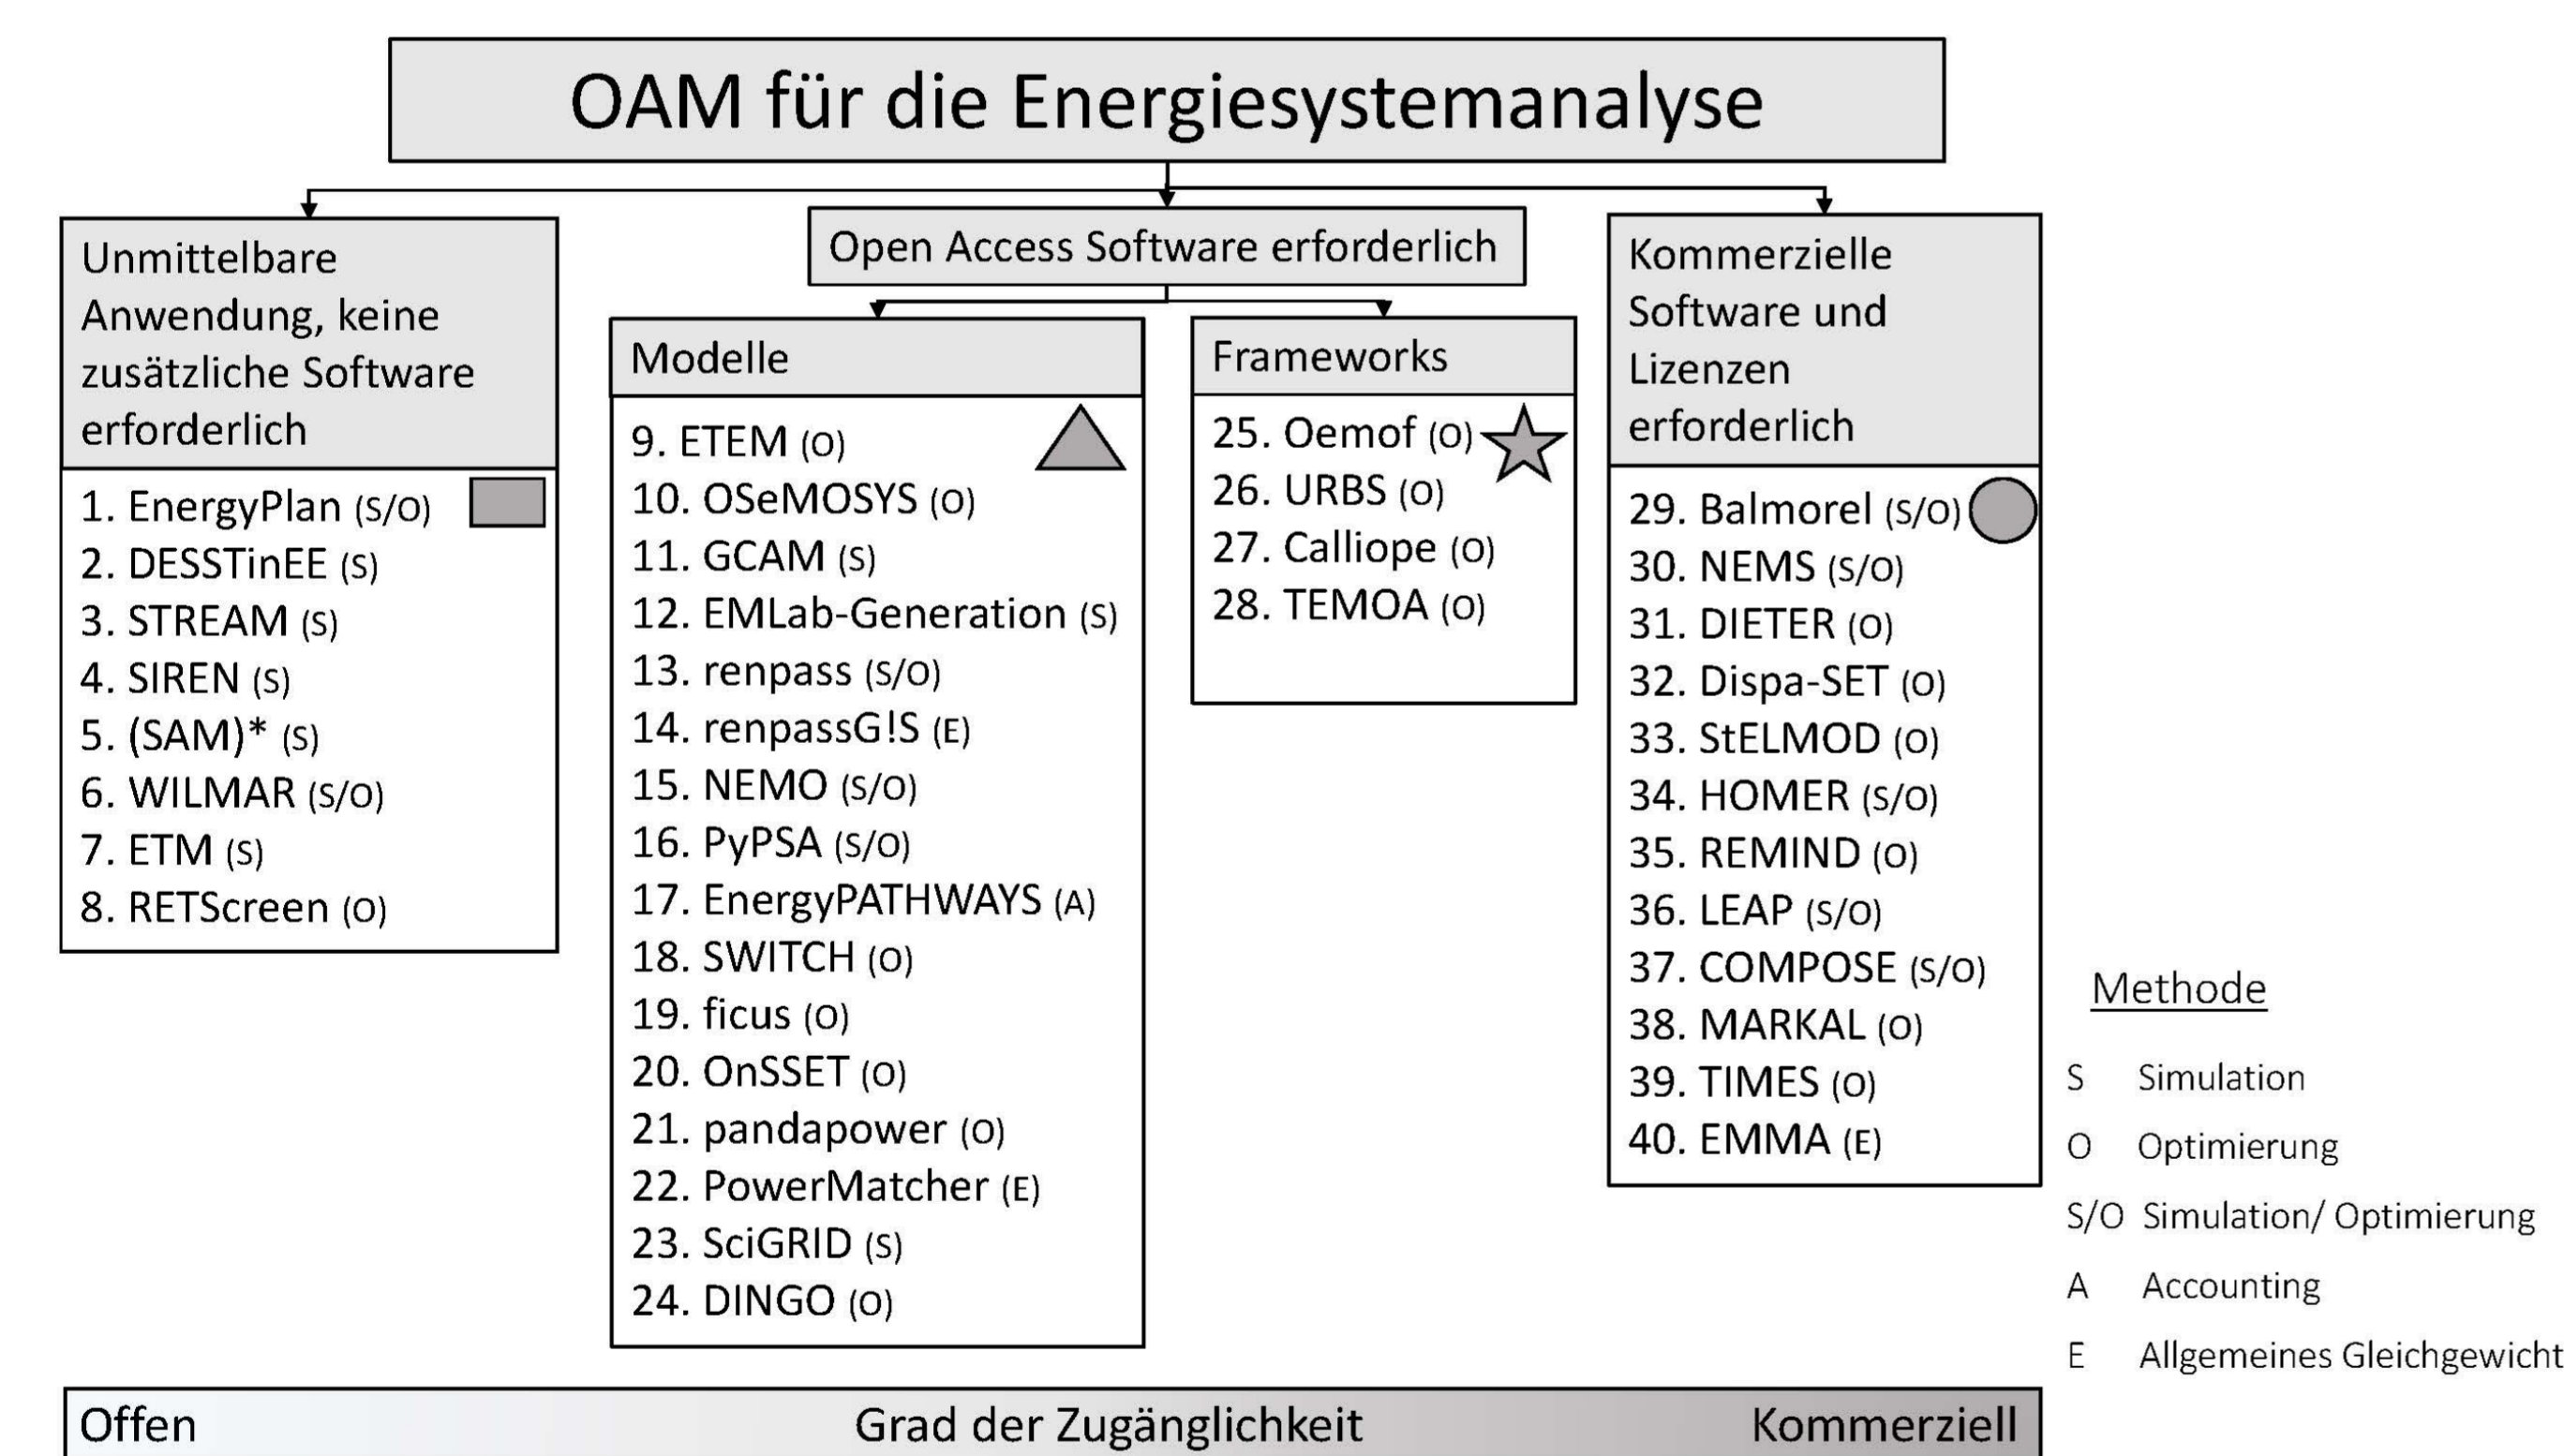 OAM für die Energiesystemanalyse
Unmittelbare
Anwendung, keine
zusätzliche Software
erforderlich
1. EnergyPlan (S/O)
2. DESSTinEE (S)
3. STREAM (S)
4. SIREN (S)
5. (SAM)* (S)
6. WILMAR (S/O)
7. ETM (S)
8. RETScreen (O)
Open Access Software erforderlich
Modelle
9. ETEM (O)
10. OSeMOSYS (O)
11. GCAM (S)
12. EMLab-Generation (S)
13. renpass (S/O)
14. renpassG!S (E)
15. NEMO (S/O)
16. PyPSA (S/O)
17. EnergyPATHWAYS (A)
18. SWITCH (O)
19. ficus (O)
20. OnSSET (O)
21. pandapower (O)
22. PowerMatcher (E)
23. SciGRID (S)
24. DINGO (O)
Frameworks
25. Oemof (O)
26. URBS (O)
27. Calliope (O)
28. TEMOA (O)
Kommerzielle
Software und
Lizenzen
erforderlich
29. Balmorel (S/O)
30. NEMS (S/O)
31. DIETER (O)
32. Dispa-SET (O)
33. StELMOD (O)
34. HOMER (S/O)
35. REMIND (O)
36. LEAP (S/O)
37. COMPOSE (S/O)
38. MARKAL (O)
39. TIMES (O)
40. EMMA (E)
Methode
S Simulation
O Optimierung
S/O Simulation/ Optimierung
A Accounting
E Allgemeines Gleichgewicht
Offen Grad der Zugänglichkeit Kommerziell